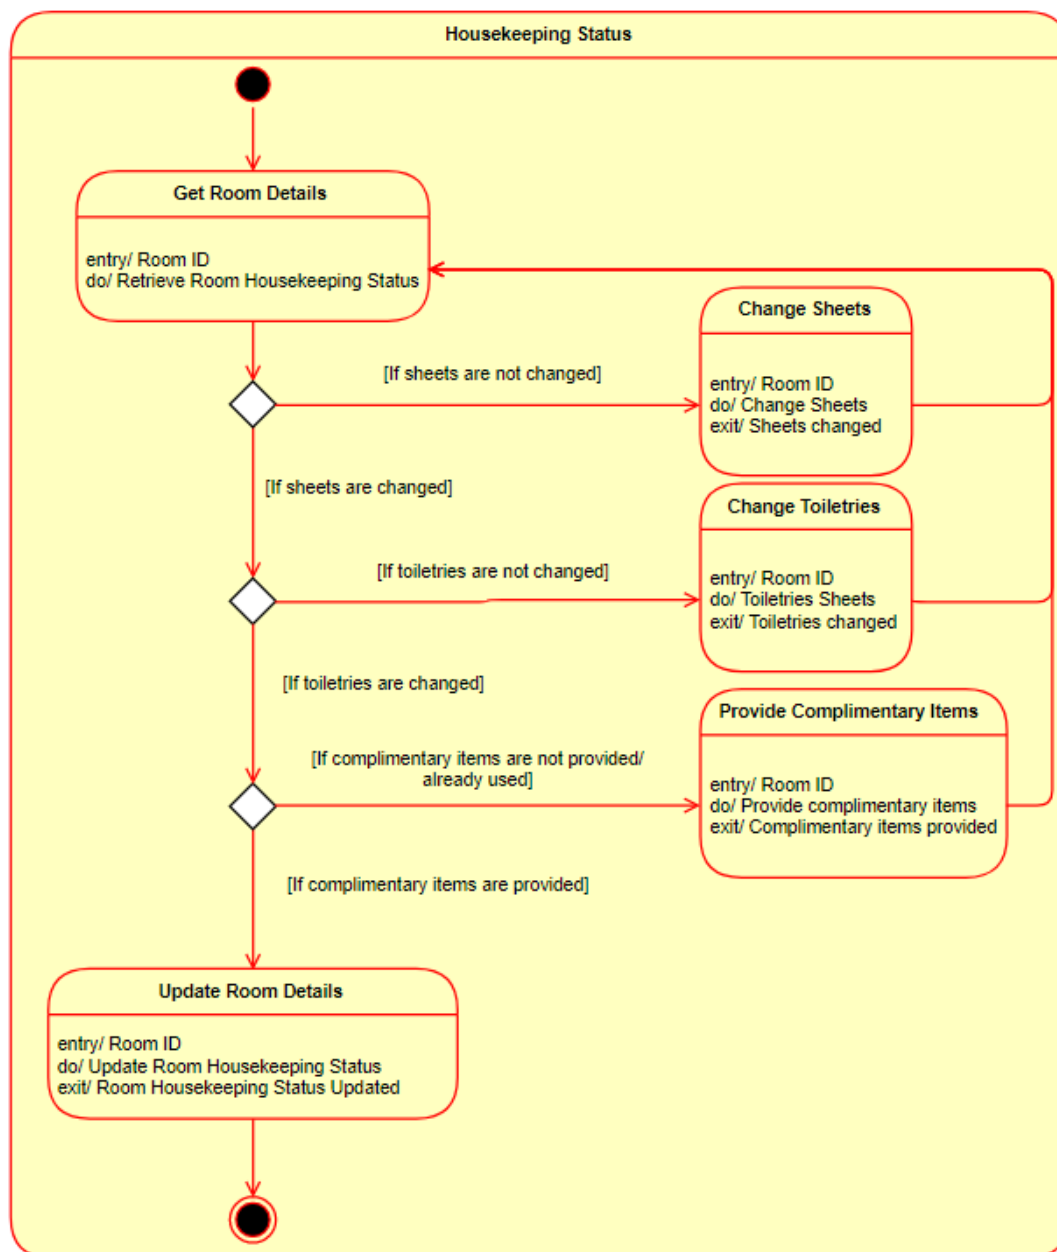 Housekeeping Status
Get Room Details
entry/ Room ID
do/ Retrieve Room Housekeeping Status
[If sheets are not changed]
Change Sheets
entry/ Room ID
do/ Change Sheets
exit/ Sheets changed
[If sheets are changed]
[If toiletries are not changed]
Change Toiletries
entry/ Room ID
do/ Toiletries Sheets
exit/ Toiletries changed
[If toiletries are changed]
[If complimentary items are not provided/
already used]
Provide Complimentary Items
entry/ Room ID
do/ Provide complimentary items
exit/ Complimentary items provided
[If complimentary items are provided]
Update Room Details
entry/ Room ID
do/ Update Room Housekeeping Status
exit/ Room Housekeeping Status Updated